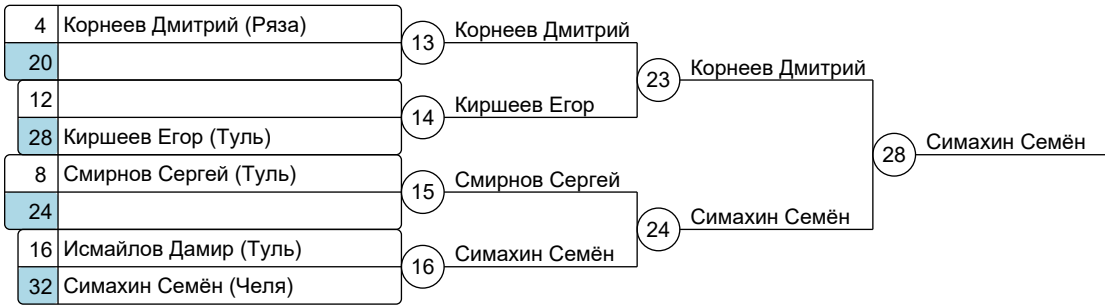 4 Корнеев Дмитрий (Ряза)
20
12
28 Киршеев Егор (Туль)
8 Смирнов Сергей (Туль)
24
16 Исмайлов Дамир (Туль)
32 Симахин Семён (Челя)
13 Корнеев Дмитрий
14 Киршеев Егор
15 Смирнов Сергей
16 Симахин Семён
23 Корнеев Дмитрий
24 Симахин Семён
28 Симахин Семён